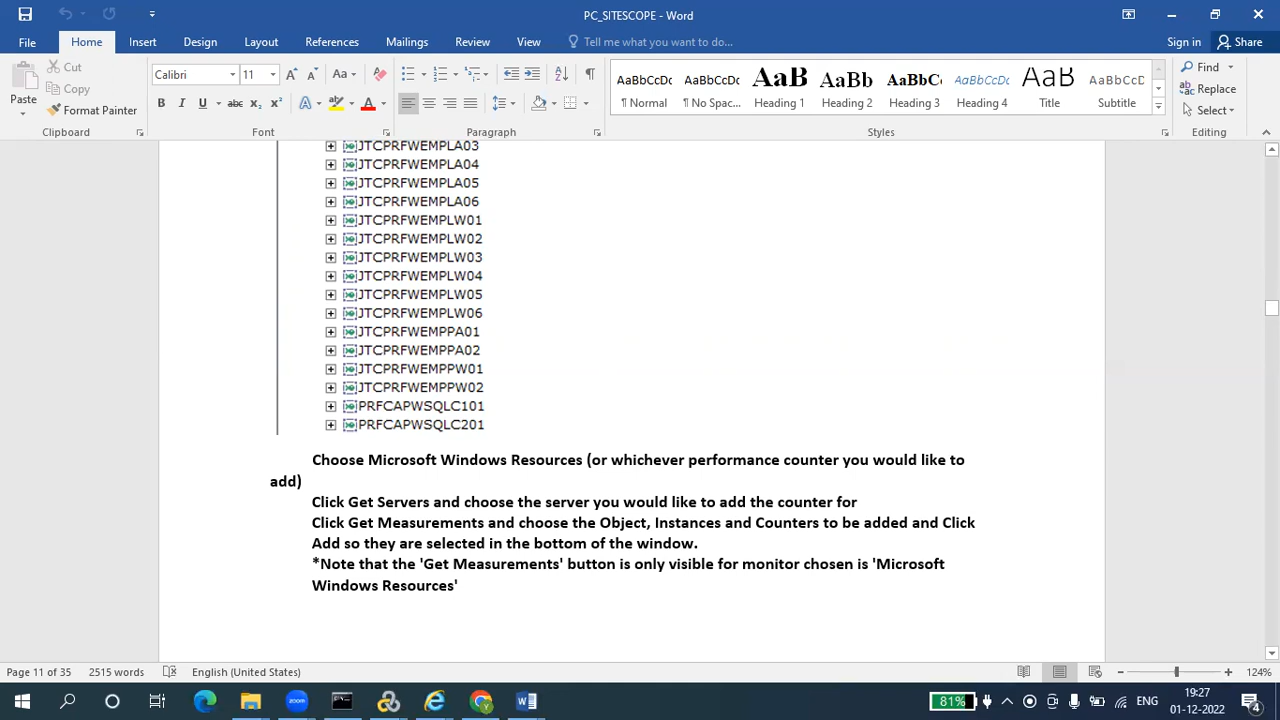 PC_SITESCOPE - Word
File Home Insert Design Layout References Mailings Review View Tell me what you want to do... Sign in Share
Paste
Cut
Copy
Format Painter
Calibri 11
Aa
B I U abc x₂ x² A A
AaBbCcDc AaBbCcDc AaB AaBb AaBbC AaBbCcDc AaB AaBbCcD
¶ Normal ¶ No Spac... Heading 1 Heading 2 Heading 3 Heading 4 Title Subtitle
Find
Replace
Select
Clipboard Font Paragraph Styles Editing
JTCPRFWEMPLA03
JTCPRFWEMPLA04
JTCPRFWEMPLA05
JTCPRFWEMPLA06
JTCPRFWEMPLW01
JTCPRFWEMPLW02
JTCPRFWEMPLW03
JTCPRFWEMPLW04
JTCPRFWEMPLW05
JTCPRFWEMPLW06
JTCPRFWEMPPA01
JTCPRFWEMPPA02
JTCPRFWEMPPW01
JTCPRFWEMPPW02
PRFCAPWSQLC101
PRFCAPWSQLC201
Choose Microsoft Windows Resources (or whichever performance counter you would like to
add)
Click Get Servers and choose the server you would like to add the counter for
Click Get Measurements and choose the Object, Instances and Counters to be added and Click
Add so they are selected in the bottom of the window.
*Note that the 'Get Measurements' button is only visible for monitor chosen is 'Microsoft
Windows Resources'
Page 11 of 35 2515 words English (United States) 124%
zoom 81% ENG 19:27
01-12-2022 4